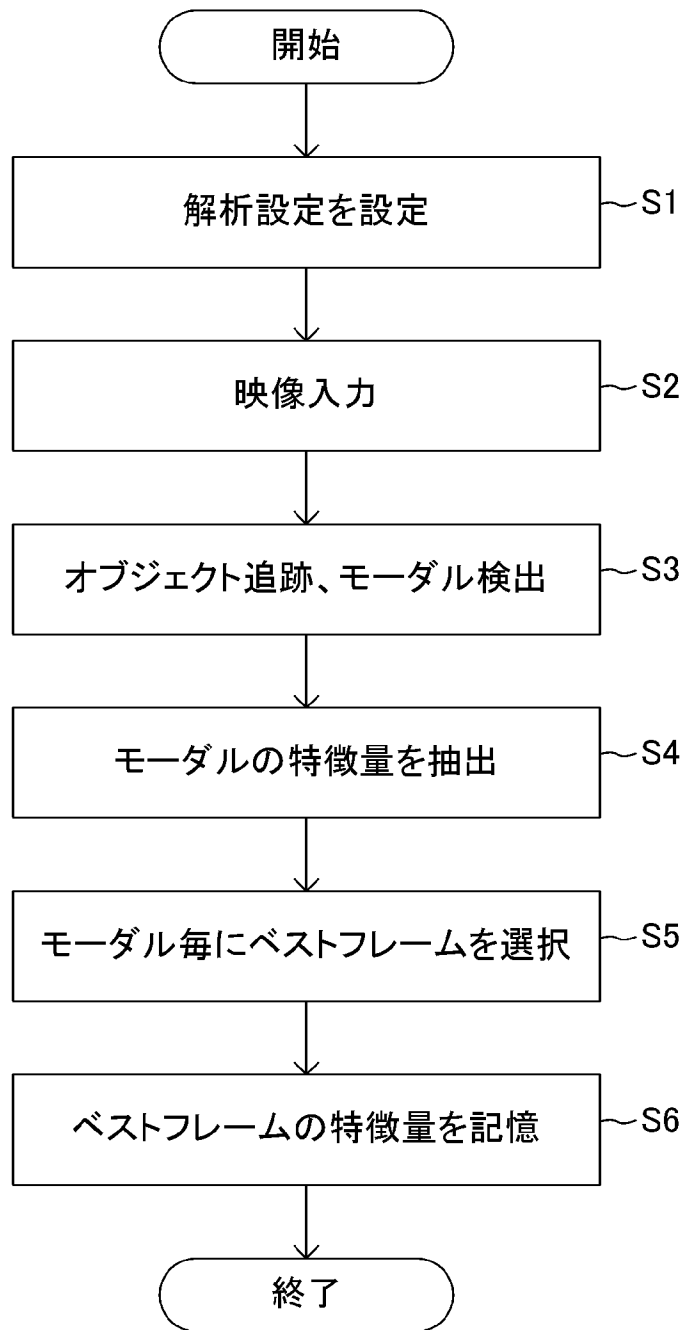 開始
解析設定を設定
S1
映像入力
S2
オブジェクト追跡、モーダル検出
S3
モーダルの特徴量を抽出
S4
モーダル毎にベストフレームを選択
S5
ベストフレームの特徴量を記憶
S6
終了